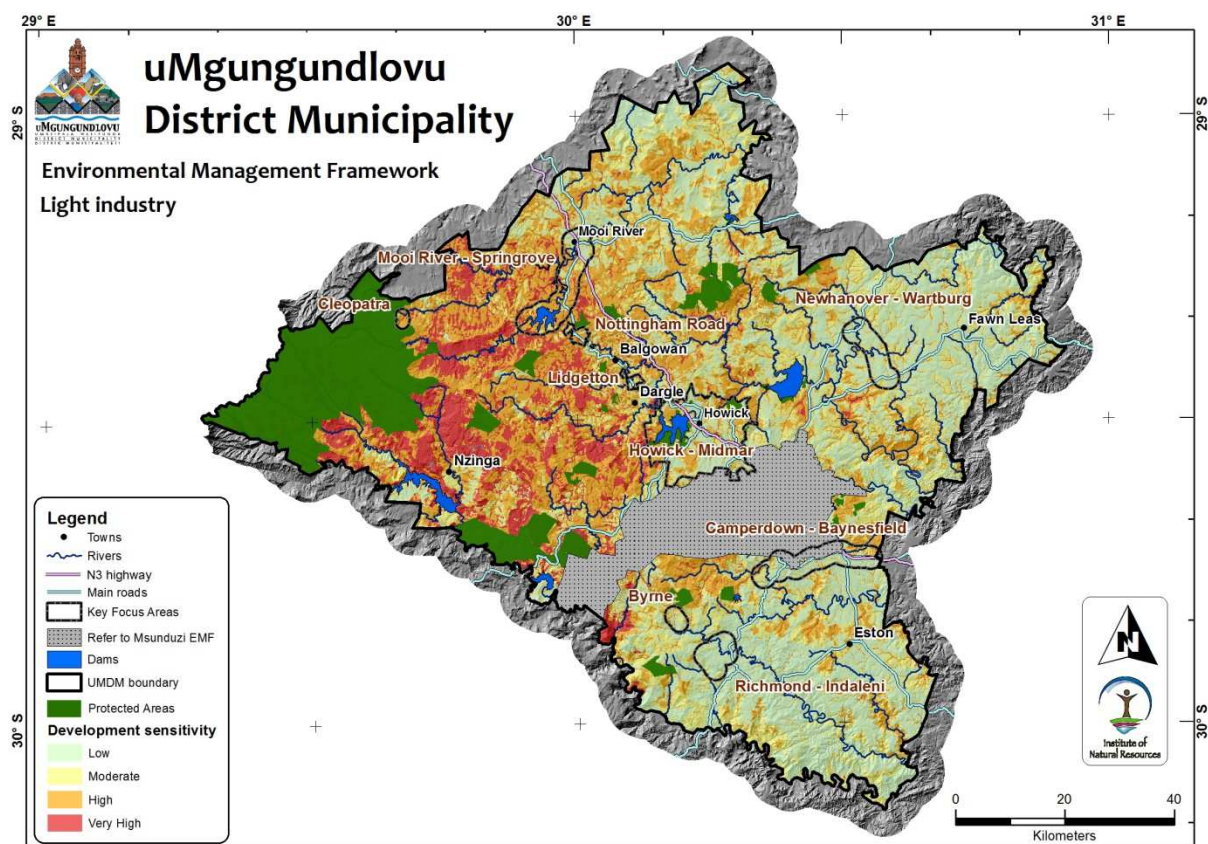 29° E
30° E
31° E
uMgungundlovu
District Municipality
uMGUNGUNDLOVU
Environmental Management Framework
Light industry
29° S
29° S
Mooi River
Mooi River - Springrove
Cleopatra
Newhanover - Wartburg
Fawn Leas
Nottingham Road
Balgowan
Lidgetton
Dargle
Howick
Howick - Midmar
Nzinga
Camperdown - Baynesfield
Byrne
Eston
Richmond - Indaleni
30° S
30° S
Legend
Towns
Rivers
N3 highway
Main roads
Key Focus Areas
Refer to Msunduzi EMF
Dams
UMDM boundary
Protected Areas
Development sensitivity
Low
Moderate
High
Very High
N
Institute of
Natural Resources
0 20 40
Kilometers